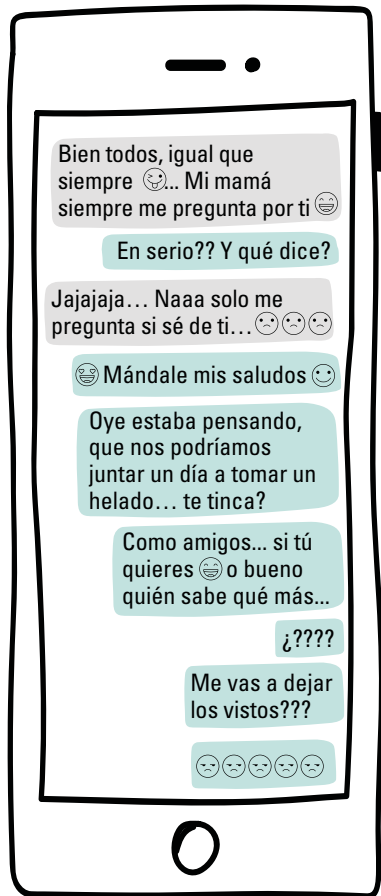 Bien todos, igual que
siempre 😜... Mi mamá
siempre me pregunta por ti 😄
En serio?? Y qué dice?
Jajajaja... Naaa solo me
pregunta si sé de ti... 🙁🙁🙁
😍 Mándale mis saludos 🙂
Oye estaba pensando,
que nos podríamos
juntar un día a tomar un
helado... te tinca?
Como amigos... si tú
quieres 😄 o bueno
quién sabe qué más...
¿????
Me vas a dejar
los vistos???
😒😒😒😒😒